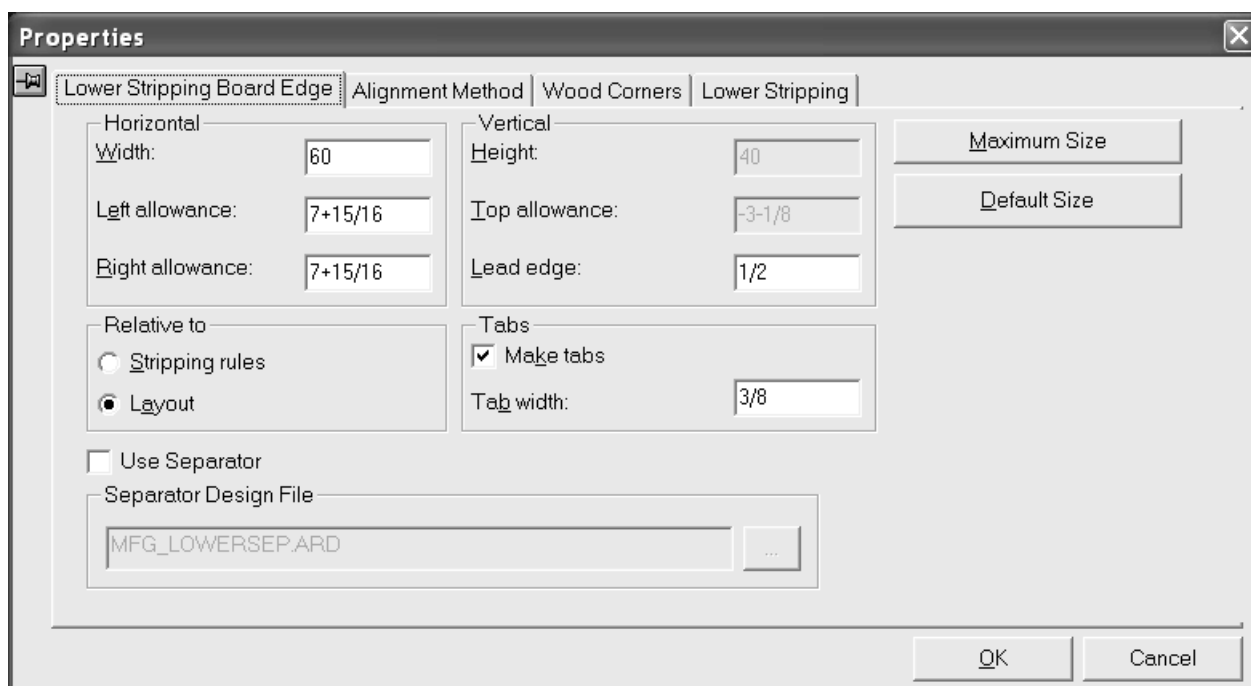 Properties
Lower Stripping Board Edge Alignment Method Wood Corners Lower Stripping
Horizontal
Width: 60
Left allowance: 7+15/16
Right allowance: 7+15/16
Vertical
Height: 40
Top allowance: -3-1/8
Lead edge: 1/2
Maximum Size
Default Size
Relative to
Stripping rules
Layout
Tabs
Make tabs
Tab width: 3/8
Use Separator
Separator Design File
MFG_LOWERSEP.ARD ...
OK Cancel